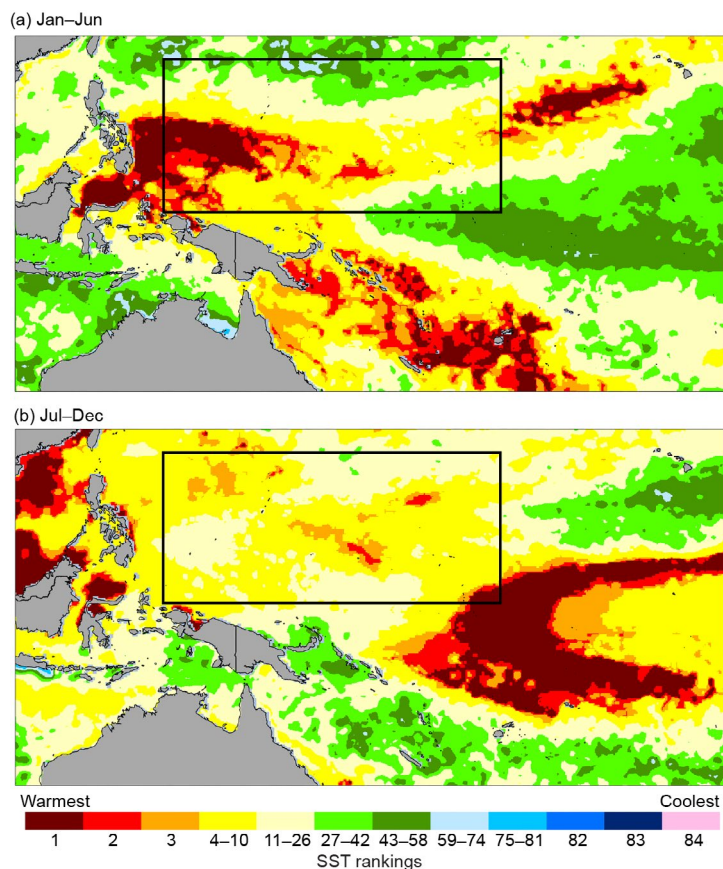 (a) Jan–Jun
(b) Jul–Dec
Warmest Coolest
1 2 3 4–10 11–26 27–42 43–58 59–74 75–81 82 83 84
SST rankings